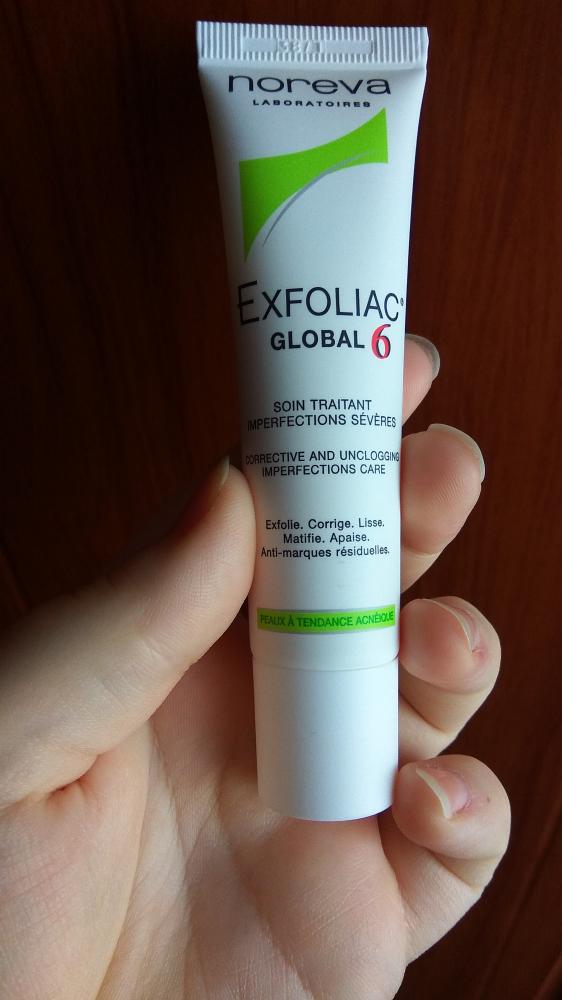 noreva
LABORATOIRES
EXFOLIAC®
GLOBAL 6
SOIN TRAITANT
IMPERFECTIONS SÉVÈRES
CORRECTIVE AND UNCLOGGING
IMPERFECTIONS CARE
Exfolie. Corrige. Lisse.
Matifie. Apaise.
Anti-marques résiduelles.
PEAUX À TENDANCE ACNÉIQUE